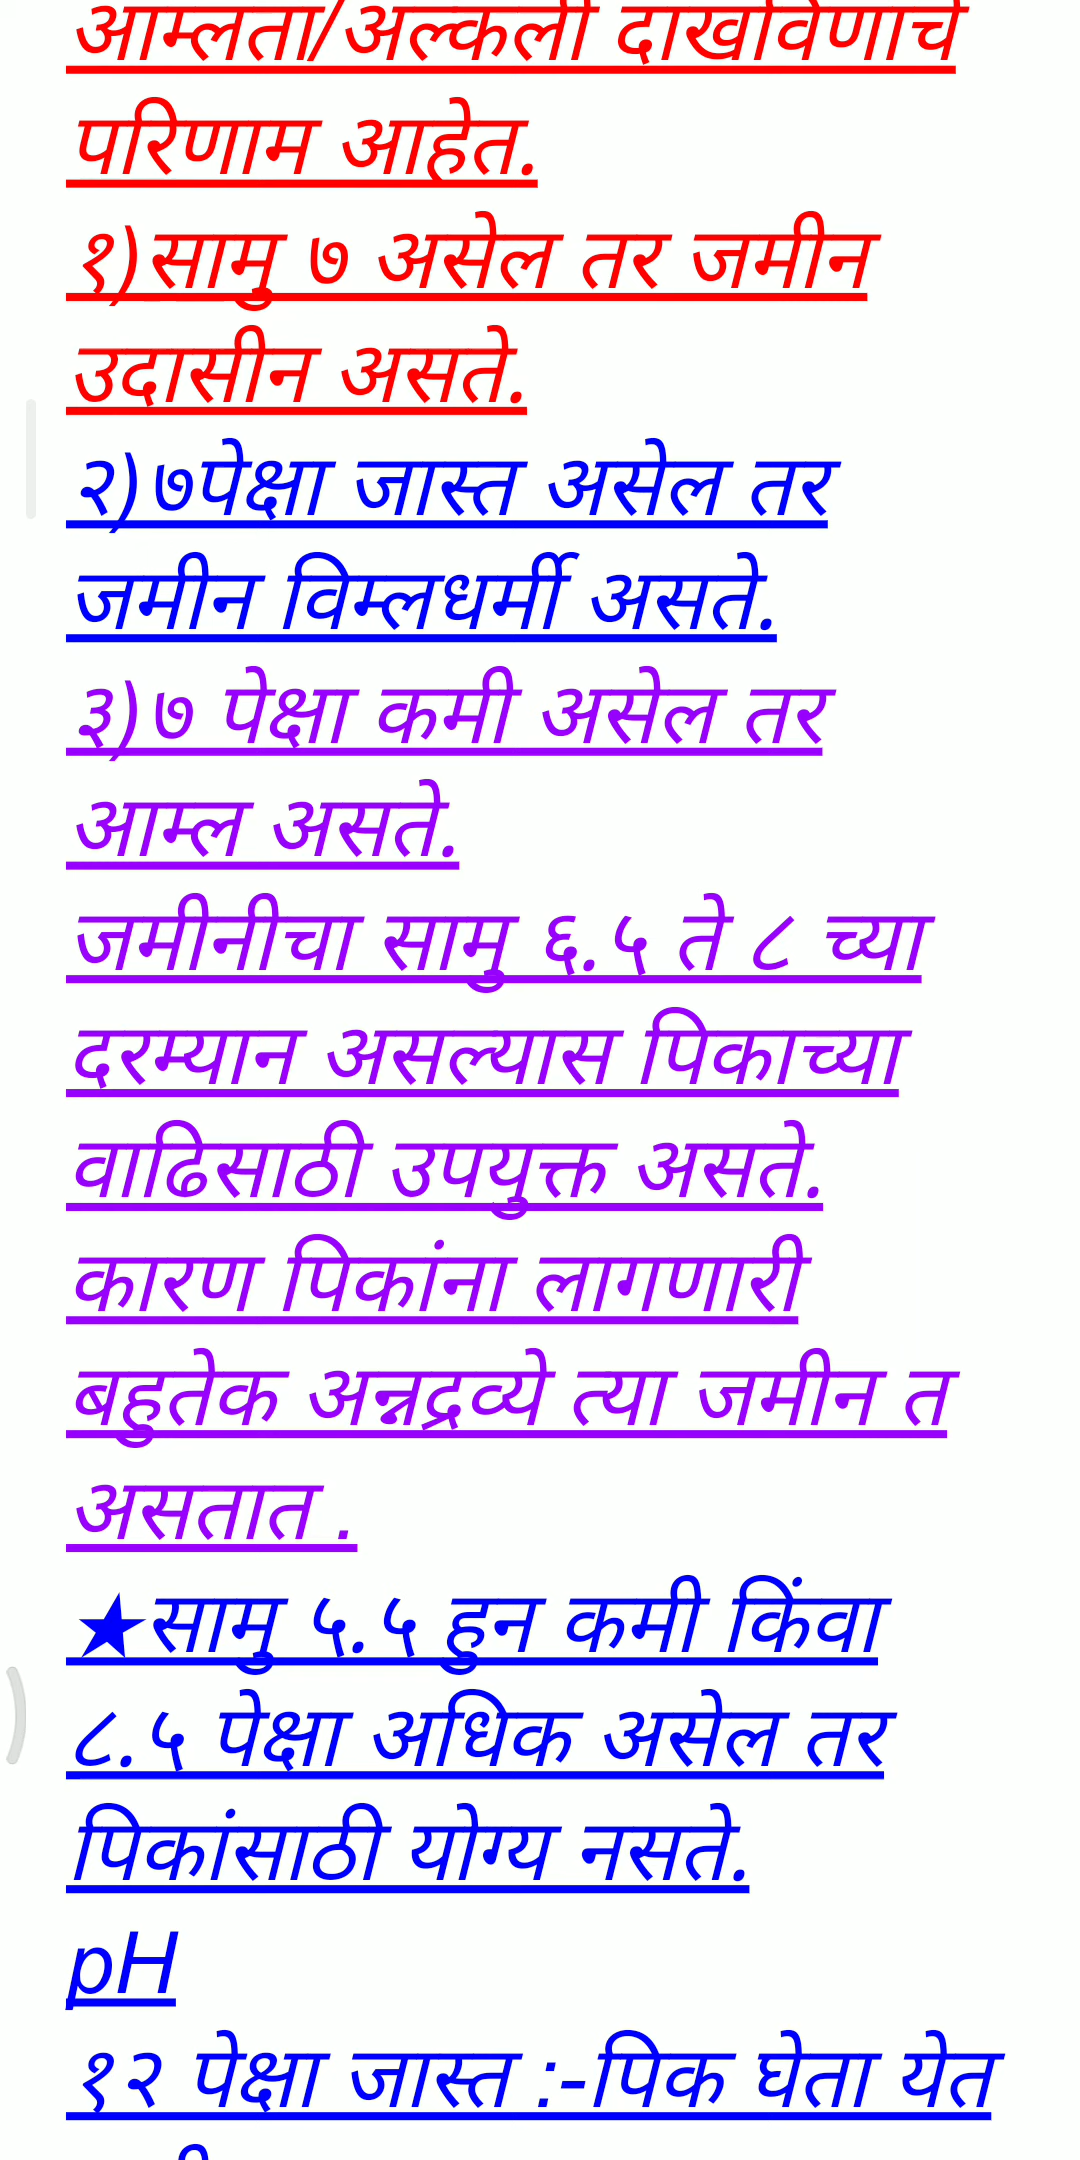 आम्लता/अल्कली दाखविणाचे
परिणाम आहेत.
१)सामु ७ असेल तर जमीन
उदासीन असते.
२)७पेक्षा जास्त असेल तर
जमीन विम्लधर्मी असते.
३)७ पेक्षा कमी असेल तर
आम्ल असते.
जमीनीचा सामु ६.५ ते ८ च्या
दरम्यान असल्यास पिकाच्या
वाढिसाठी उपयुक्त असते.
कारण पिकांना लागणारी
बहुतेक अन्नद्रव्ये त्या जमीन त
असतात .
★सामु ५.५ हुन कमी किंवा
८.५ पेक्षा अधिक असेल तर
पिकांसाठी योग्य नसते.
pH
१२ पेक्षा जास्त :-पिक घेता येत